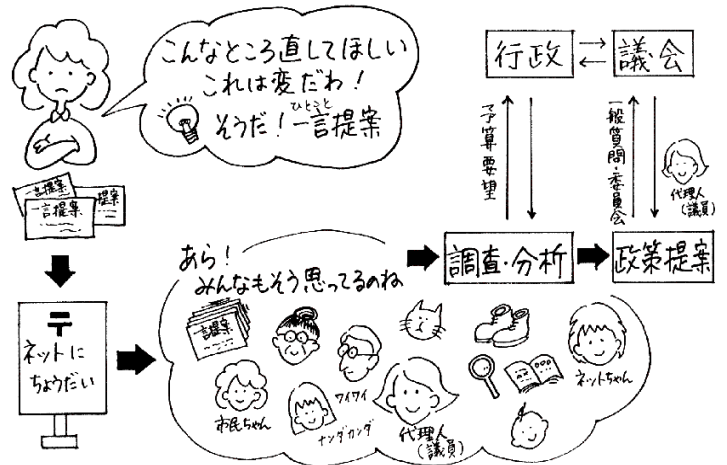 こんなところ直してほしい
これは変だわ！
そうだ！一言提案
ひとこと
一言提案
一言提案
提案
〒
ネットに
ちょうだい
あら！
みんなもそう思ってるのね
言提案
市民ちゃん
ワイワイ
ナンダカンダ
代理人
(議員)
ネットちゃん
調査・分析
政策提案
予算要望
一般質問・委員会
代理人
(議員)
行政
議会